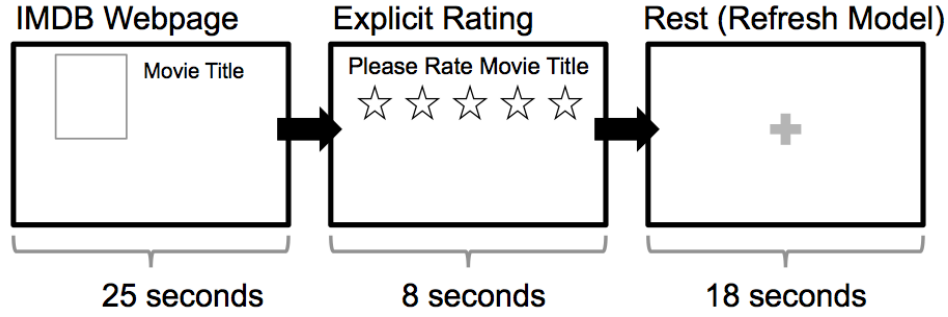 IMDB Webpage
Explicit Rating
Rest (Refresh Model)
Movie Title
Please Rate Movie Title
25 seconds
8 seconds
18 seconds